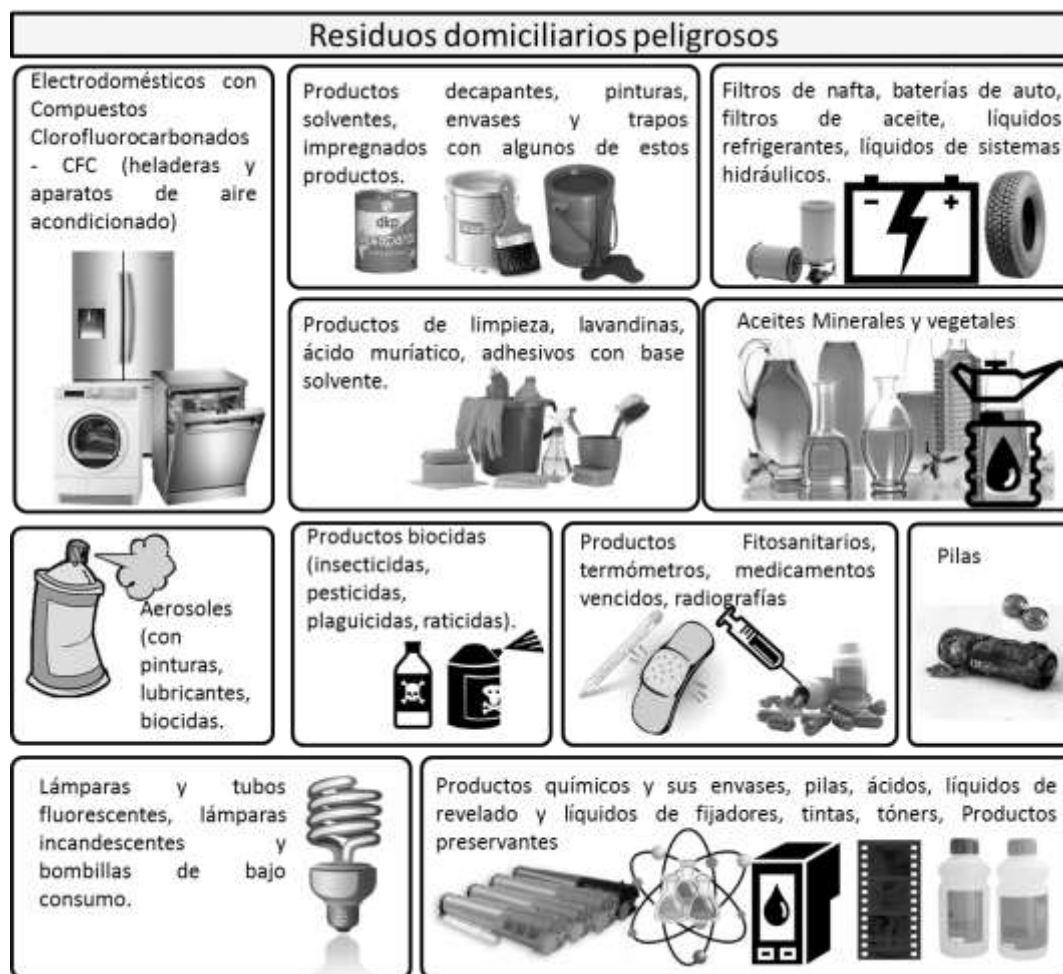 Residuos domiciliarios peligrosos
Electrodomésticos con
Compuestos
Clorofluorocarbonados
- CFC (heladeras y
aparatos de aire
acondicionado)
Productos decapantes, pinturas,
solventes, envases y trapos
impregnados con algunos de estos
productos.
dkp
Filtros de nafta, baterías de auto,
filtros de aceite, líquidos
refrigerantes, líquidos de sistemas
hidráulicos.
- +
Productos de limpieza, lavandinas,
ácido muríatico, adhesivos con base
solvente.
Aceites Minerales y vegetales
Aerosoles
(con
pinturas,
lubricantes,
biocidas.
Productos biocidas
(insecticidas,
pesticidas,
plaguicidas, raticidas).
Productos Fitosanitarios,
termómetros, medicamentos
vencidos, radiografías
Pilas
Lámparas y tubos
fluorescentes, lámparas
incandescentes y
bombillas de bajo
consumo.
Productos químicos y sus envases, pilas, ácidos, líquidos de
revelado y líquidos de fijadores, tintas, tóners, Productos
preservantes